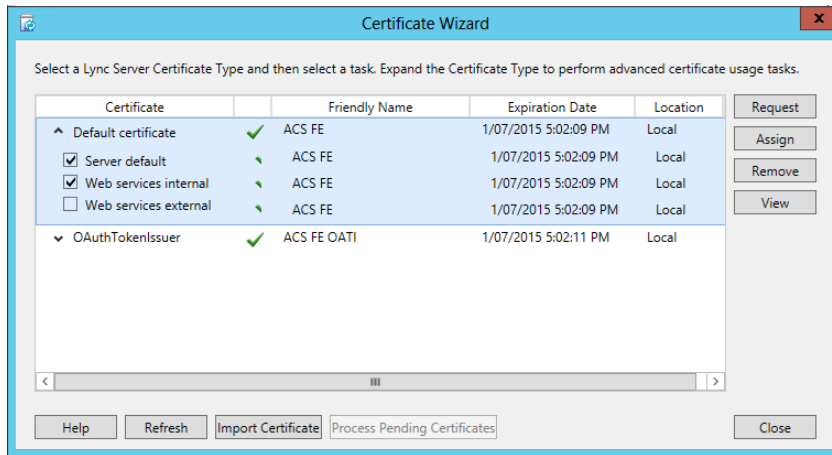 Certificate Wizard
x
Select a Lync Server Certificate Type and then select a task. Expand the Certificate Type to perform advanced certificate usage tasks.
Certificate Friendly Name Expiration Date Location
Request
Default certificate ACS FE 1/07/2015 5:02:09 PM Local
Assign
Server default ACS FE 1/07/2015 5:02:09 PM Local
Remove
Web services internal ACS FE 1/07/2015 5:02:09 PM Local
Web services external ACS FE 1/07/2015 5:02:09 PM Local
View
OAuthTokenIssuer ACS FE OATI 1/07/2015 5:02:11 PM Local
Help Refresh Import Certificate Process Pending Certificates Close